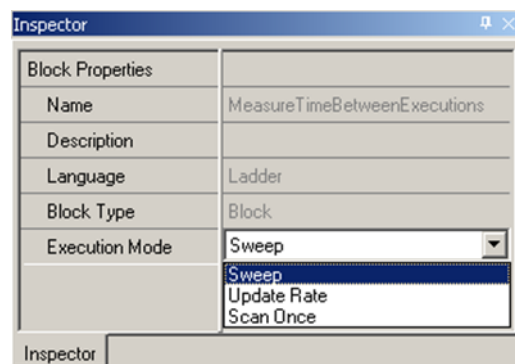 Inspector
Block Properties
Name MeasureTimeBetweenExecutions
Description
Language Ladder
Block Type Block
Execution Mode Sweep
Sweep
Update Rate
Scan Once
Inspector